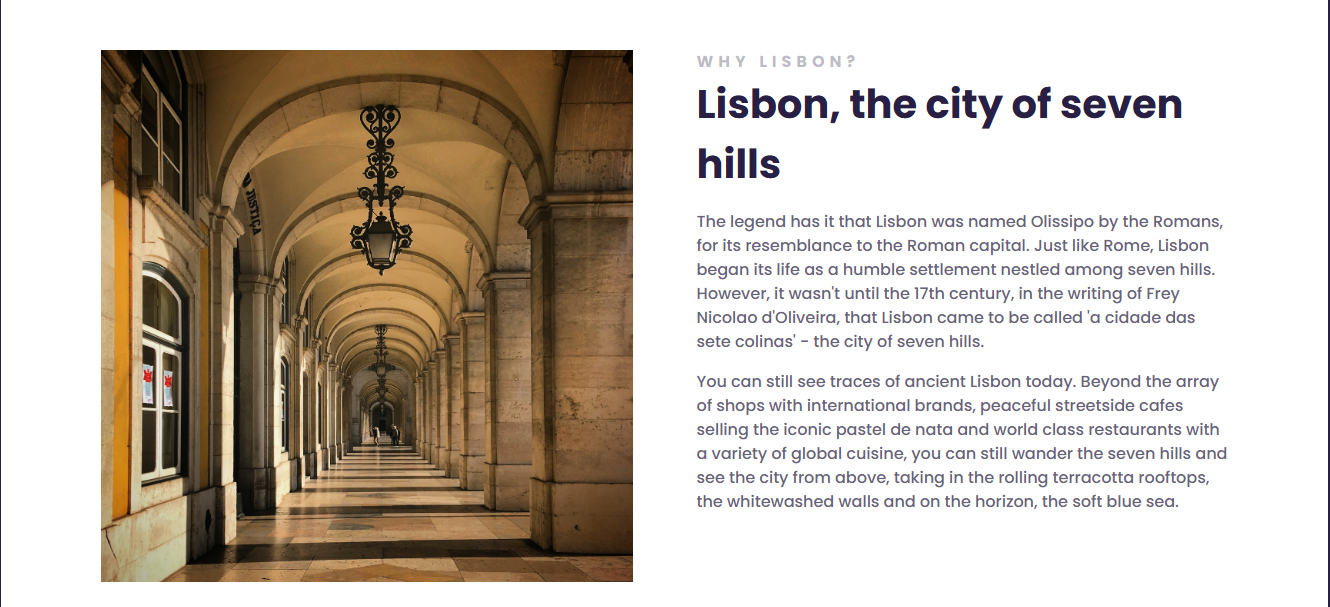 WHY LISBON?
Lisbon, the city of seven
hills
The legend has it that Lisbon was named Olissipo by the Romans,
for its resemblance to the Roman capital. Just like Rome, Lisbon
began its life as a humble settlement nestled among seven hills.
However, it wasn't until the 17th century, in the writing of Frey
Nicolao d'Oliveira, that Lisbon came to be called 'a cidade das
sete colinas' - the city of seven hills.
You can still see traces of ancient Lisbon today. Beyond the array
of shops with international brands, peaceful streetside cafes
selling the iconic pastel de nata and world class restaurants with
a variety of global cuisine, you can still wander the seven hills and
see the city from above, taking in the rolling terracotta rooftops,
the whitewashed walls and on the horizon, the soft blue sea.